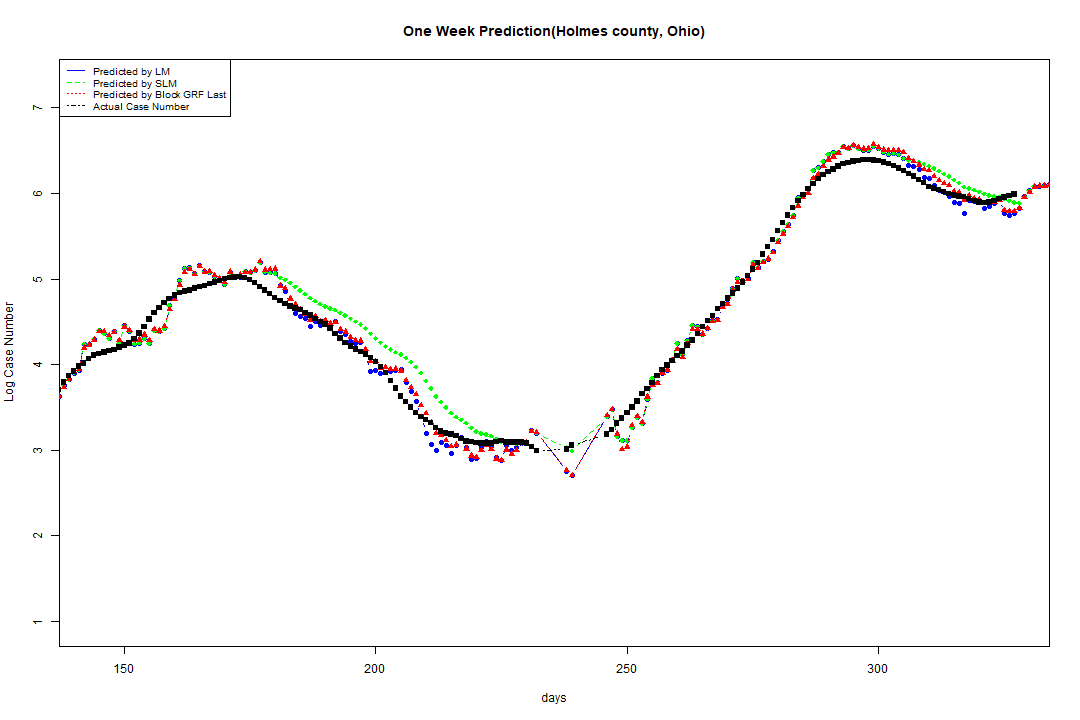 One Week Prediction(Holmes county, Ohio)
Predicted by LM
Predicted by SLM
Predicted by Block GRF Last
Actual Case Number
Log Case Number
7
6
5
4
3
2
1
150 200 250 300
days